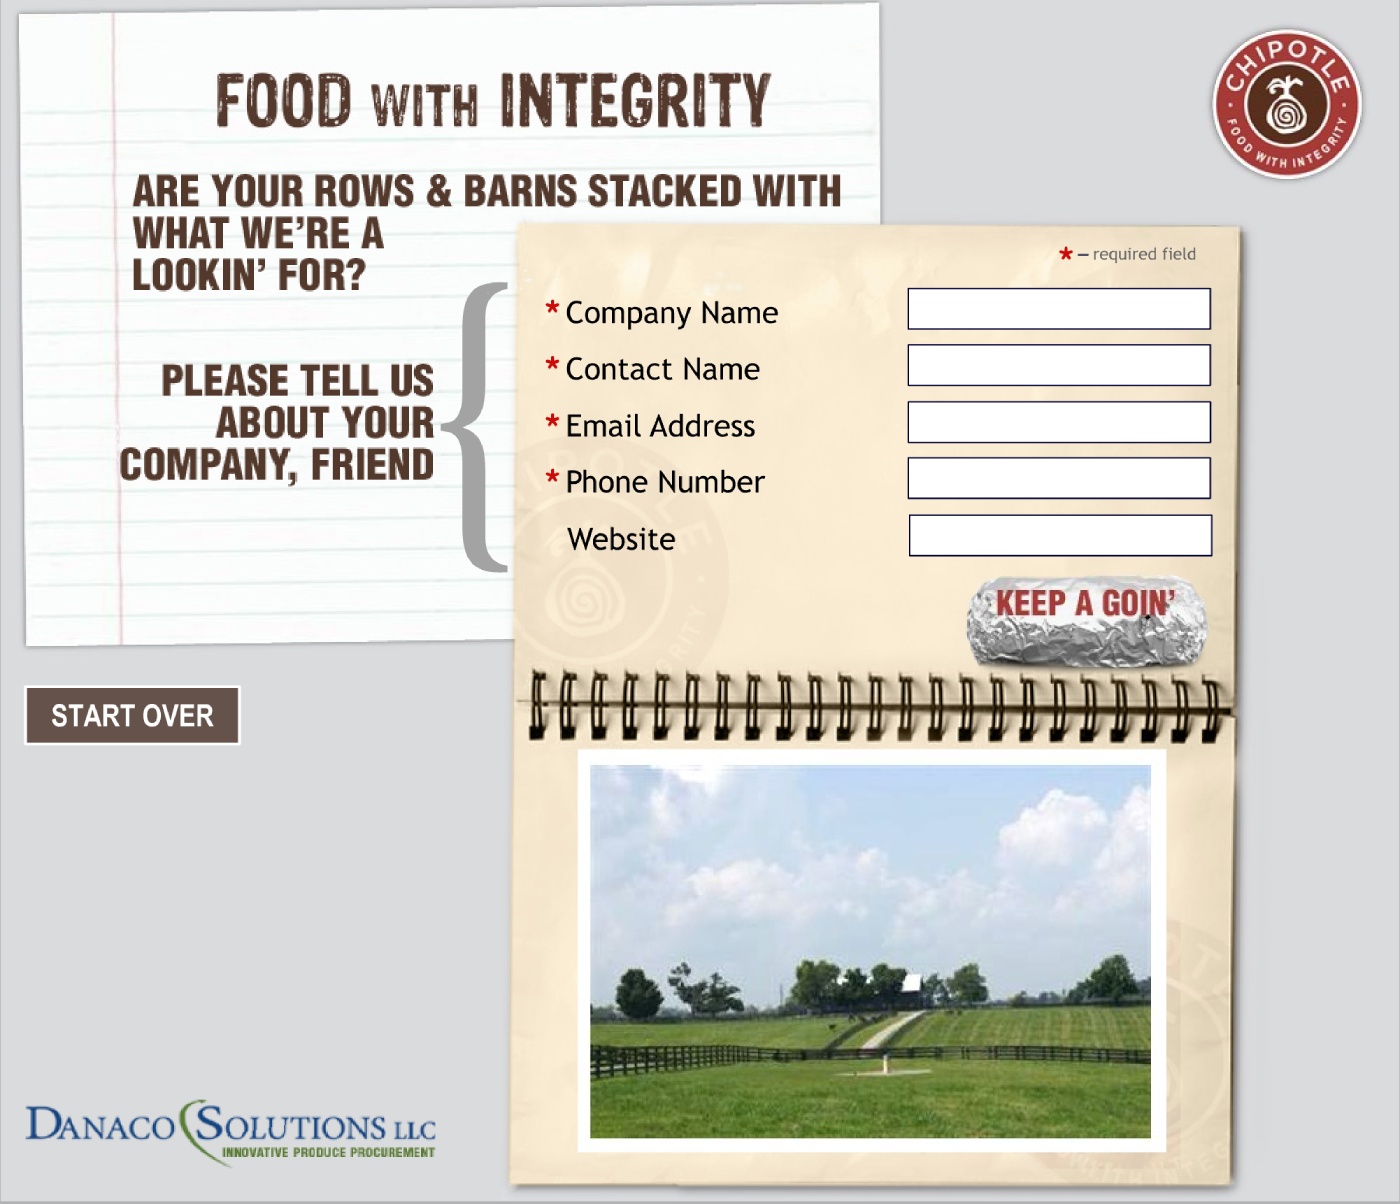 FOOD WITH INTEGRITY
CHIPOTLE
FOOD WITH INTEGRITY
ARE YOUR ROWS & BARNS STACKED WITH
WHAT WE'RE A
LOOKIN' FOR?
PLEASE TELL US
ABOUT YOUR
COMPANY, FRIEND
* – required field
* Company Name
* Contact Name
* Email Address
* Phone Number
Website
KEEP A GOIN'
START OVER
DANACO SOLUTIONS LLC
INNOVATIVE PRODUCE PROCUREMENT